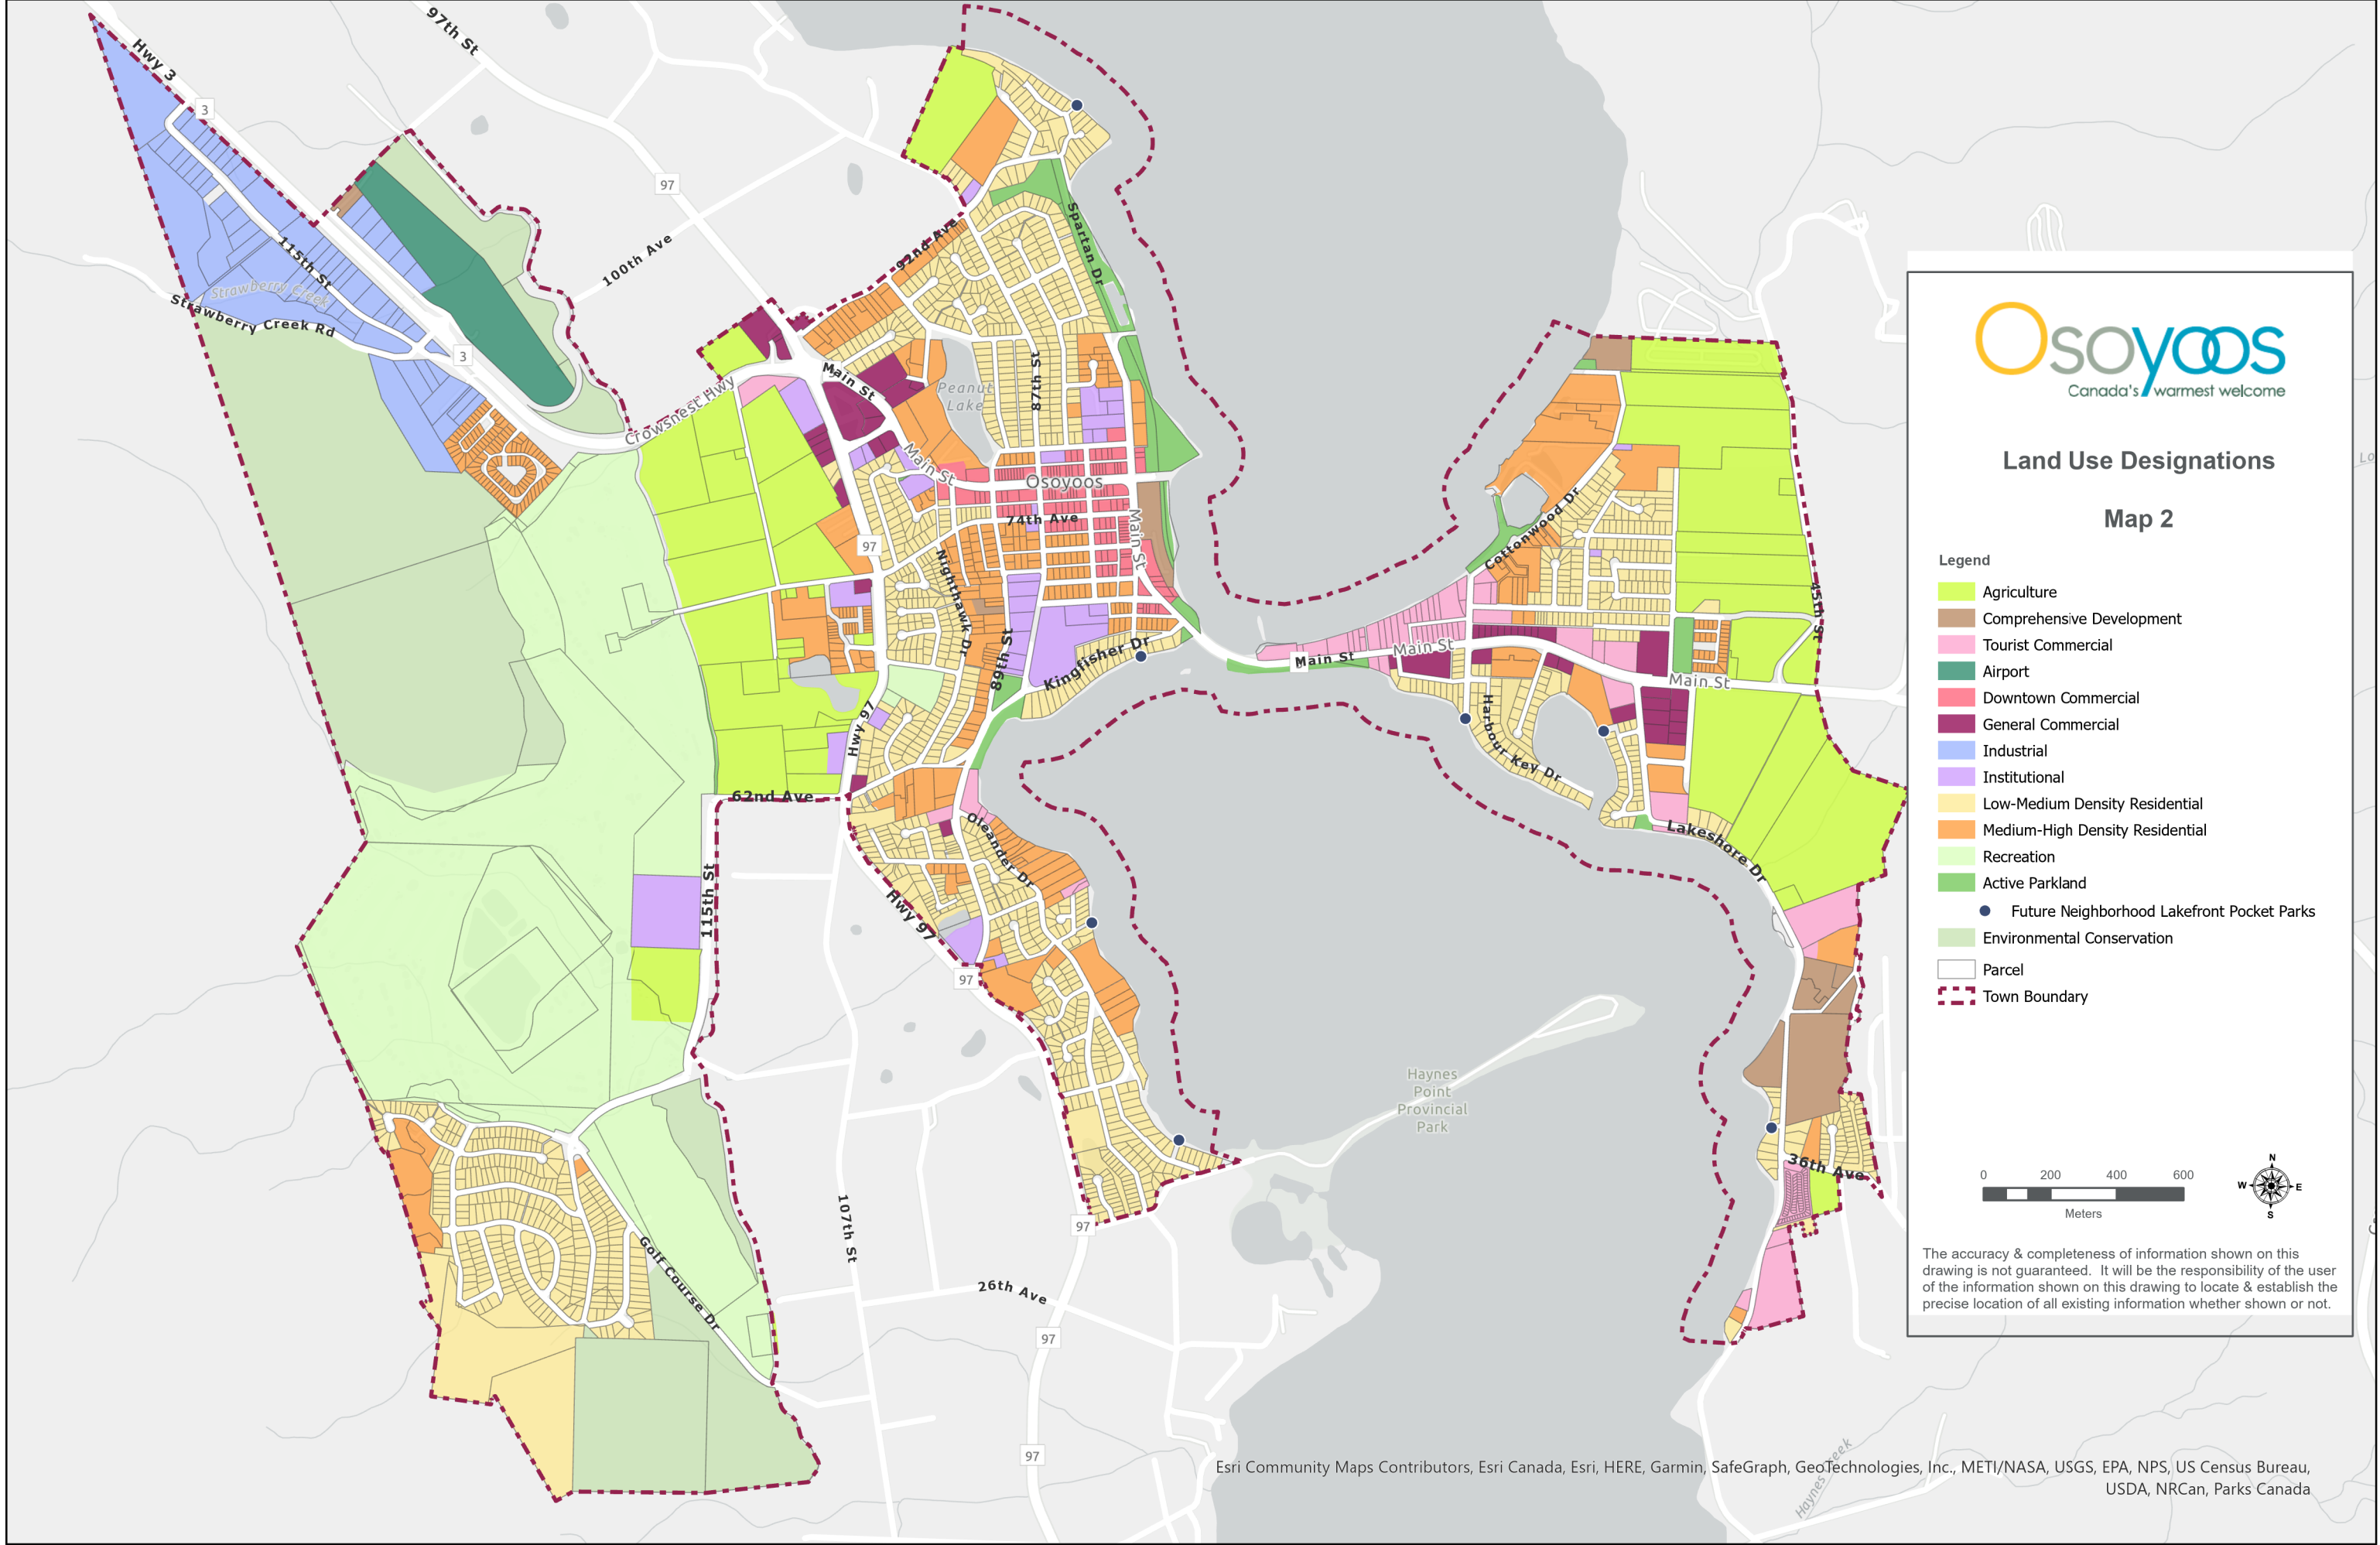 Hwy 3
97th St
3
97
100th Ave
92nd Ave
Spartan Dr
115th St
Strawberry Creek
Strawberry Creek Rd
3
Crowsnest Hwy
Main St
Peanut
Lake
87th St
Main St
Osoyoos
74th Ave
Main St
97
Nighthawk Dr
89th St
Kingfisher Dr
Hwy 97
62nd Ave
115th St
Oleander Dr
Hwy 97
97
Main St
Main St
Cottonwood Dr
45th St
Main St
Harbour Key Dr
Lakeshore Dr
Haynes
Point
Provincial
Park
36th Ave
107th St
Golf Course Dr
97
26th Ave
97
97
Haynes Creek
Osoyoos
Canada's warmest welcome
Land Use Designations
Map 2
Legend
Agriculture
Comprehensive Development
Tourist Commercial
Airport
Downtown Commercial
General Commercial
Industrial
Institutional
Low-Medium Density Residential
Medium-High Density Residential
Recreation
Active Parkland
Future Neighborhood Lakefront Pocket Parks
Environmental Conservation
Parcel
Town Boundary
0 200 400 600
Meters
N
W E
S
The accuracy & completeness of information shown on this
drawing is not guaranteed. It will be the responsibility of the user
of the information shown on this drawing to locate & establish the
precise location of all existing information whether shown or not.
Esri Community Maps Contributors, Esri Canada, Esri, HERE, Garmin, SafeGraph, GeoTechnologies, Inc., METI/NASA, USGS, EPA, NPS, US Census Bureau,
USDA, NRCan, Parks Canada